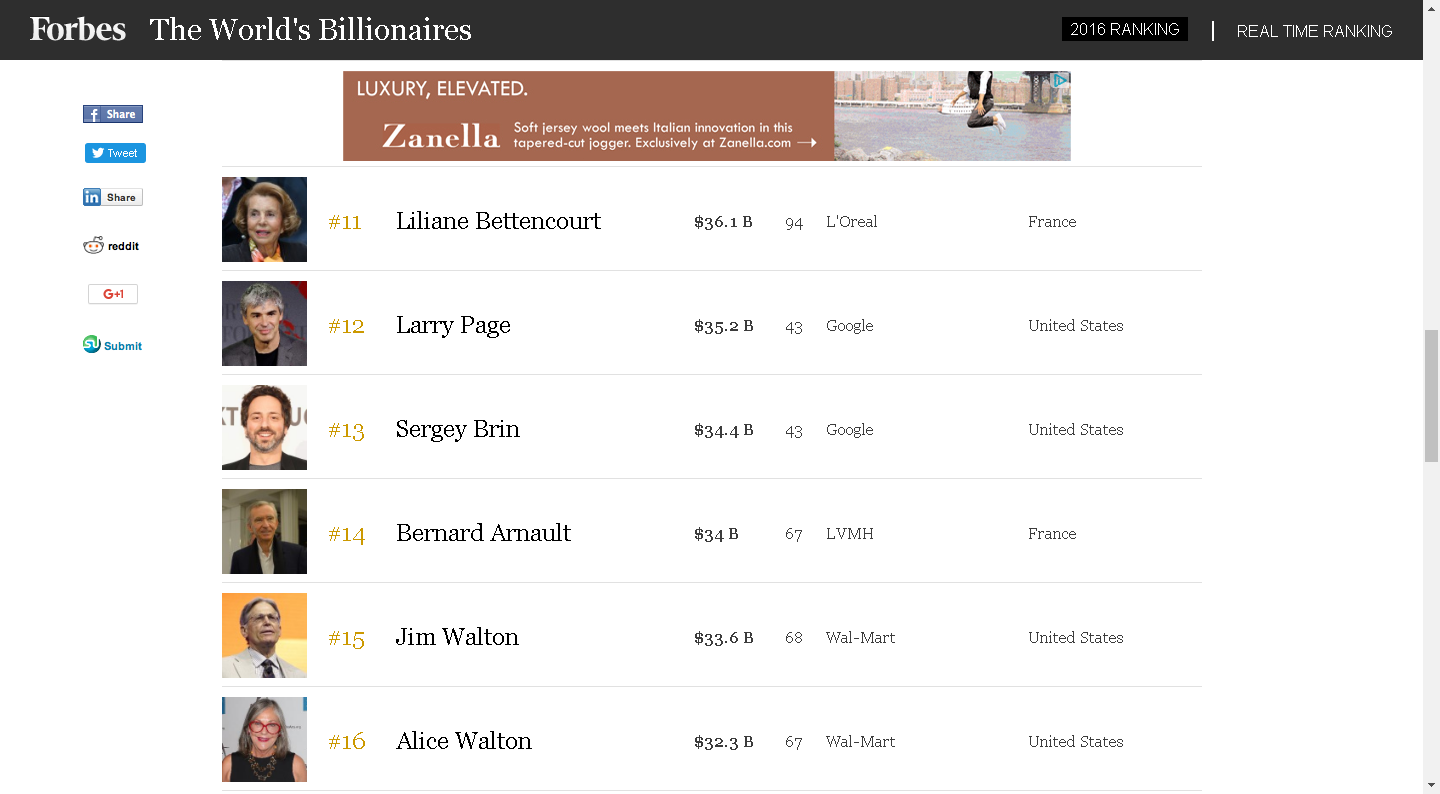 Forbes The World's Billionaires 2016 RANKING | REAL TIME RANKING
LUXURY, ELEVATED.
Zanella Soft jersey wool meets Italian innovation in this
tapered-cut jogger. Exclusively at Zanella.com →
f Share
Tweet
in Share
reddit
G+1
Submit
#11 Liliane Bettencourt $36.1 B 94 L'Oreal France
#12 Larry Page $35.2 B 43 Google United States
#13 Sergey Brin $34.4 B 43 Google United States
#14 Bernard Arnault $34 B 67 LVMH France
#15 Jim Walton $33.6 B 68 Wal-Mart United States
#16 Alice Walton $32.3 B 67 Wal-Mart United States